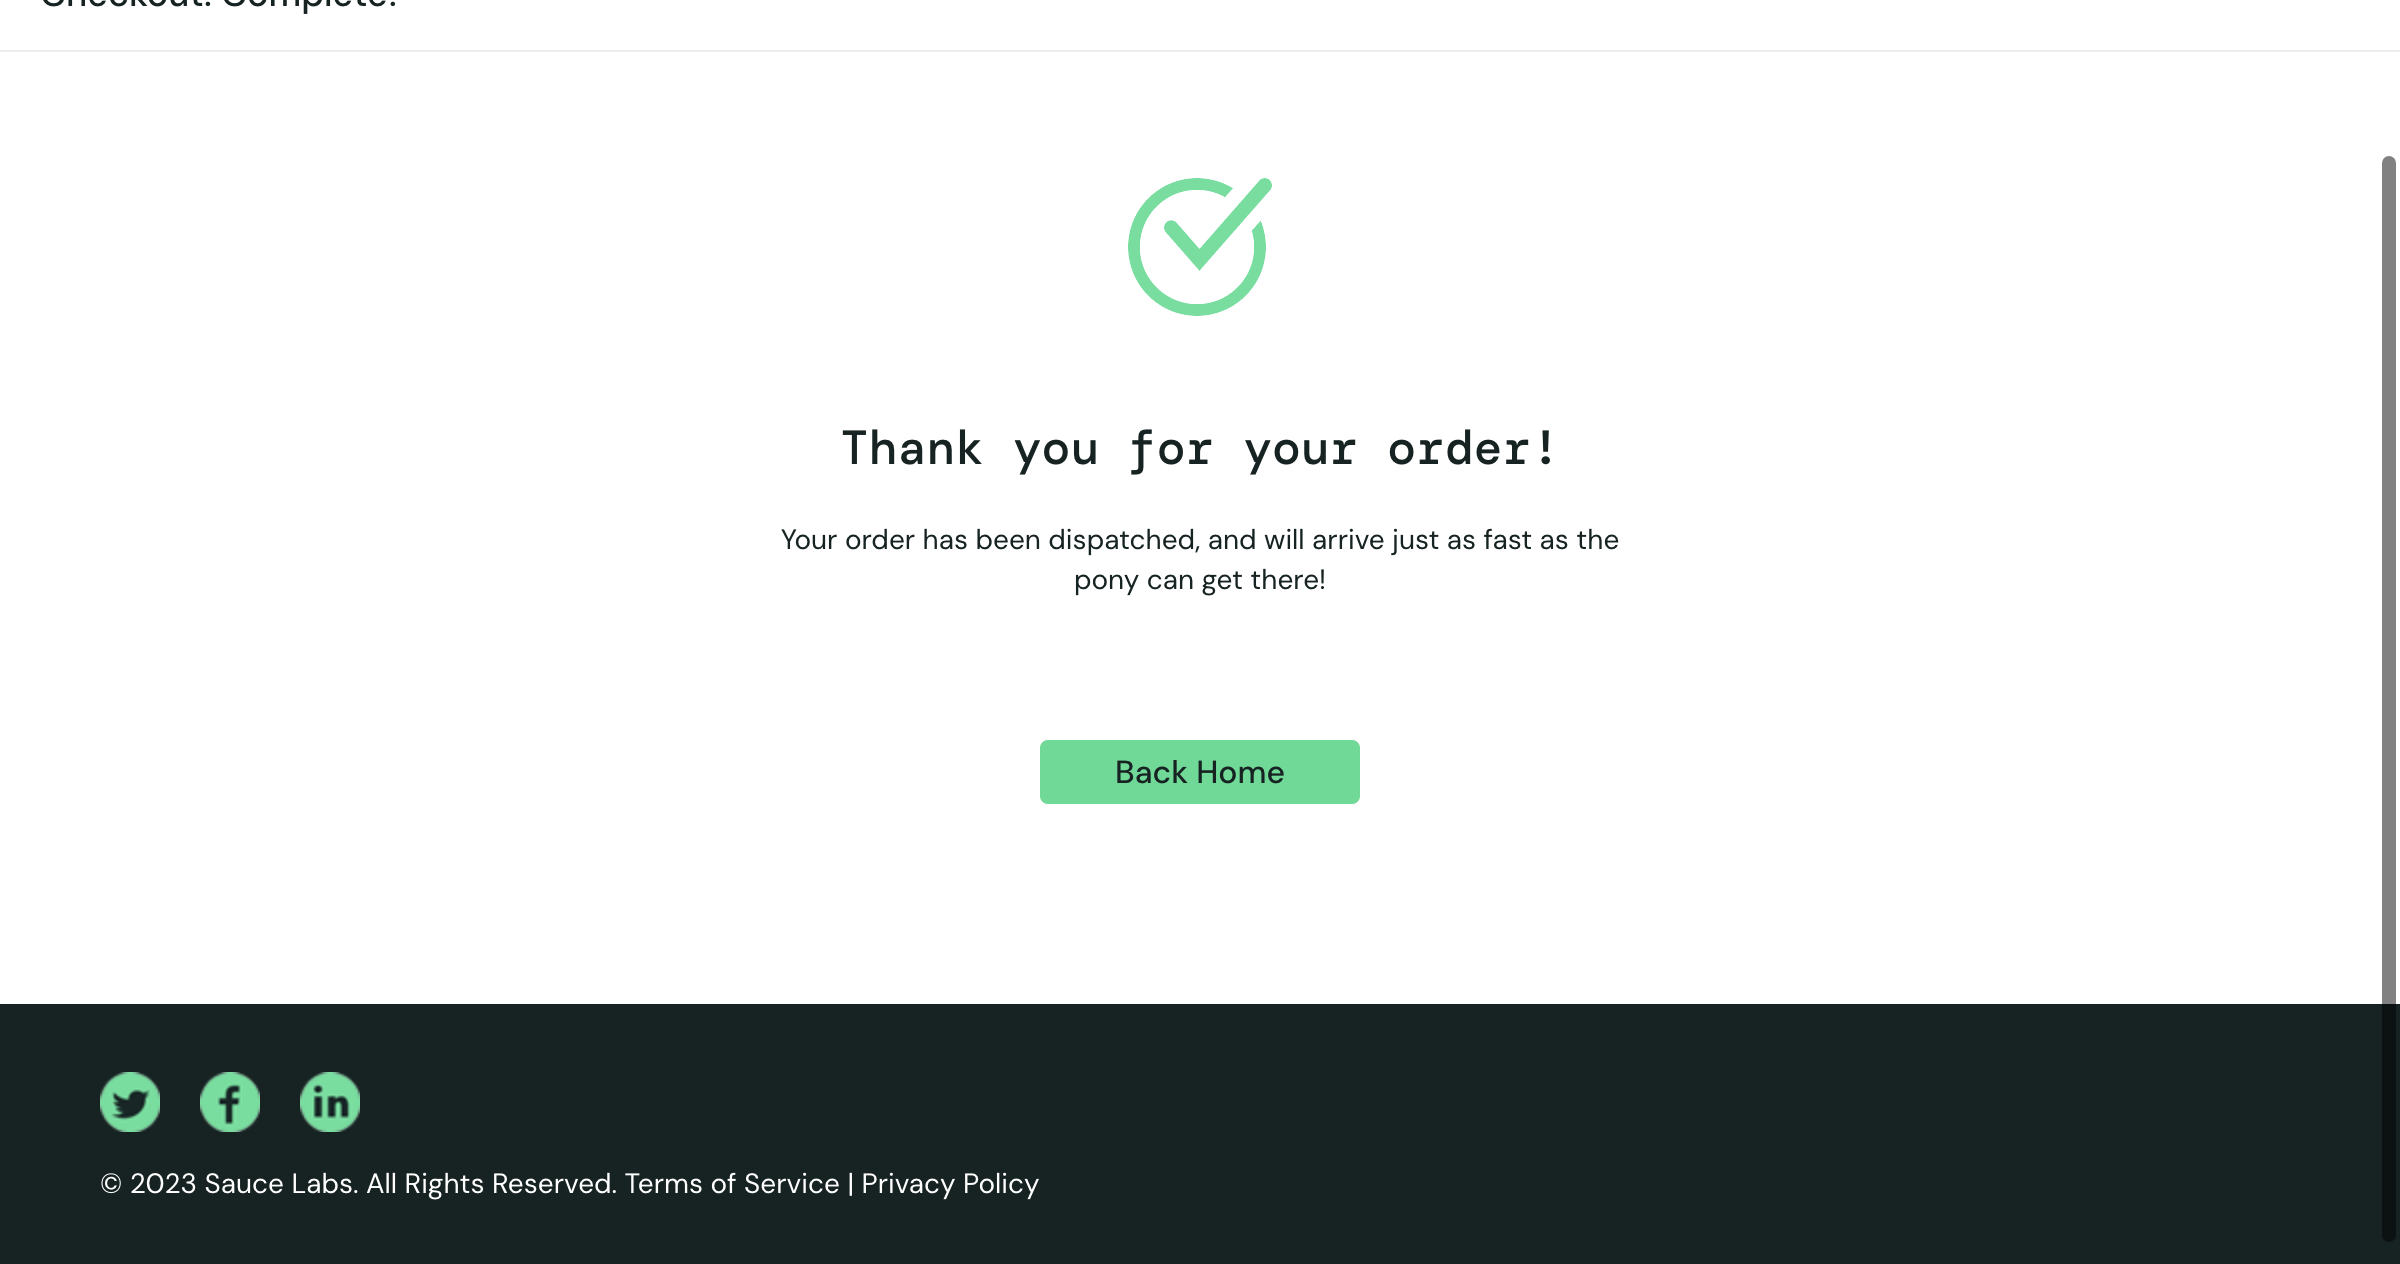 Checkout: Complete!
Thank you for your order!
Your order has been dispatched, and will arrive just as fast as the
pony can get there!
Back Home
© 2023 Sauce Labs. All Rights Reserved. Terms of Service | Privacy Policy